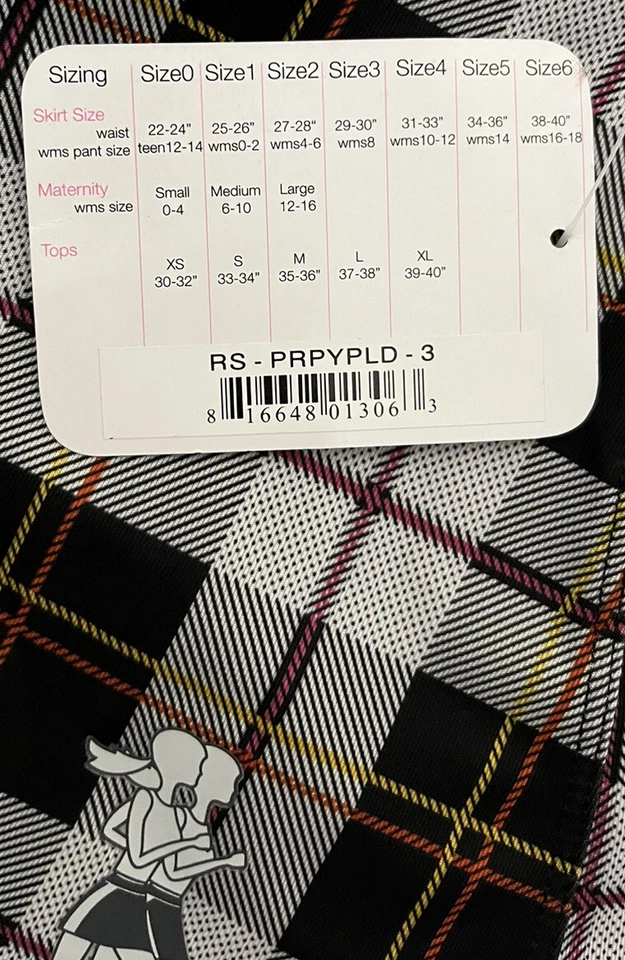 Sizing Size0 Size1 Size2 Size3 Size4 Size5 Size6
Skirt Size
waist 22-24" 25-26" 27-28" 29-30" 31-33" 34-36" 38-40"
wms pant size teen12-14 wms0-2 wms4-6 wms8 wms10-12 wms14 wms16-18
Maternity Small Medium Large
wms size 0-4 6-10 12-16
Tops XS S M L XL
30-32" 33-34" 35-36" 37-38" 39-40"
RS - PRPYPLD - 3
8 16648 01306 3